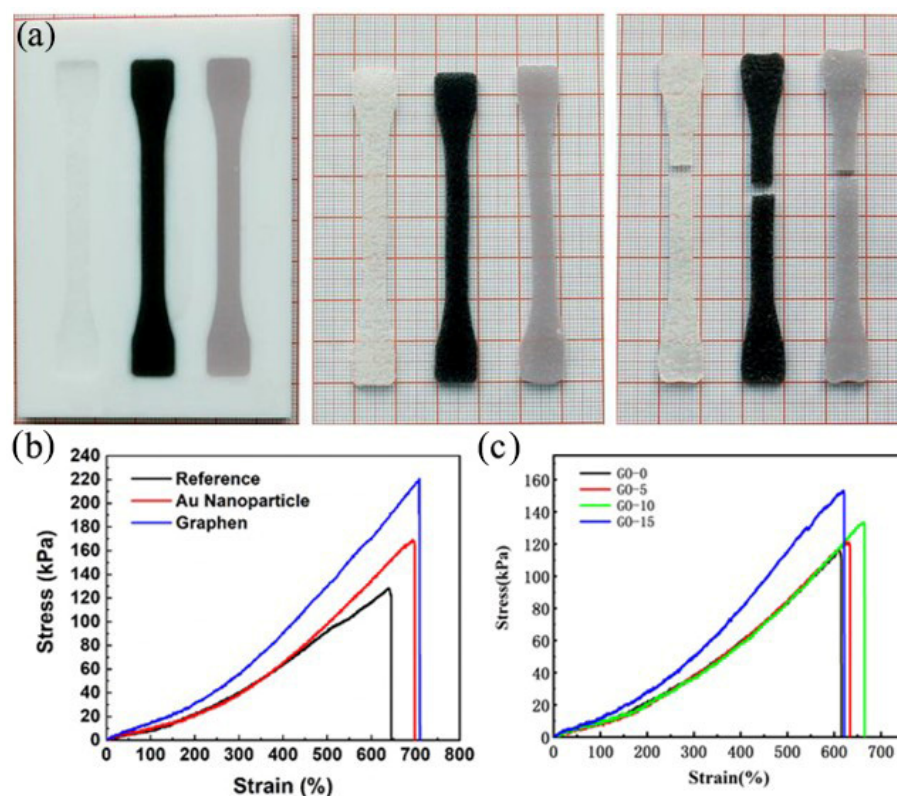 (a)
(b)
240
220
200
180
160
140
120
100
80
60
40
20
0
Stress (kPa)
Reference
Au Nanoparticle
Graphen
0 100 200 300 400 500 600 700 800
Strain (%)
(c)
160
140
120
100
80
60
40
20
0
Stress(kPa)
GO-0
GO-5
GO-10
GO-15
0 100 200 300 400 500 600 700
Strain(%)